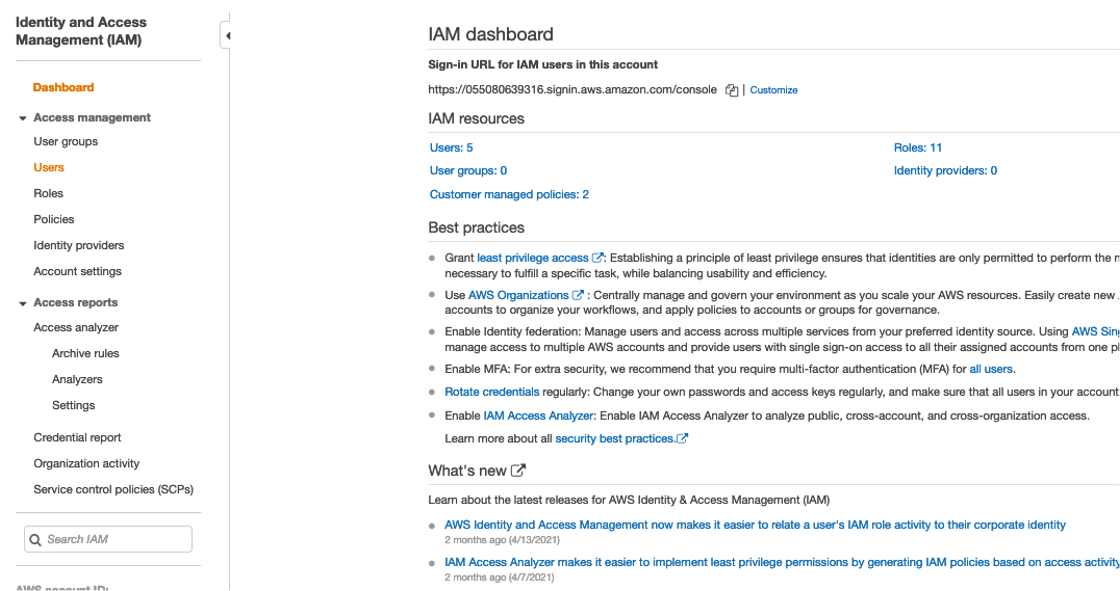 Identity and Access
Management (IAM)
Dashboard
Access management
User groups
Users
Roles
Policies
Identity providers
Account settings
Access reports
Access analyzer
Archive rules
Analyzers
Settings
Credential report
Organization activity
Service control policies (SCPs)
Search IAM
AWS account ID:
IAM dashboard
Sign-in URL for IAM users in this account
https://055080639316.signin.aws.amazon.com/console | Customize
IAM resources
Users: 5
Roles: 11
User groups: 0
Identity providers: 0
Customer managed policies: 2
Best practices
Grant least privilege access : Establishing a principle of least privilege ensures that identities are only permitted to perform the
necessary to fulfill a specific task, while balancing usability and efficiency.
Use AWS Organizations : Centrally manage and govern your environment as you scale your AWS resources. Easily create new
accounts to organize your workflows, and apply policies to accounts or groups for governance.
Enable Identity federation: Manage users and access across multiple services from your preferred identity source. Using AWS
manage access to multiple AWS accounts and provide users with single sign-on access to all their assigned accounts from one
Enable MFA: For extra security, we recommend that you require multi-factor authentication (MFA) for all users.
Rotate credentials regularly: Change your own passwords and access keys regularly, and make sure that all users in your account
Enable IAM Access Analyzer: Enable IAM Access Analyzer to analyze public, cross-account, and cross-organization access.
Learn more about all security best practices.
What's new
Learn about the latest releases for AWS Identity & Access Management (IAM)
AWS Identity and Access Management now makes it easier to relate a user's IAM role activity to their corporate identity
2 months ago (4/13/2021)
IAM Access Analyzer makes it easier to implement least privilege permissions by generating IAM policies based on access activity
2 months ago (4/7/2021)